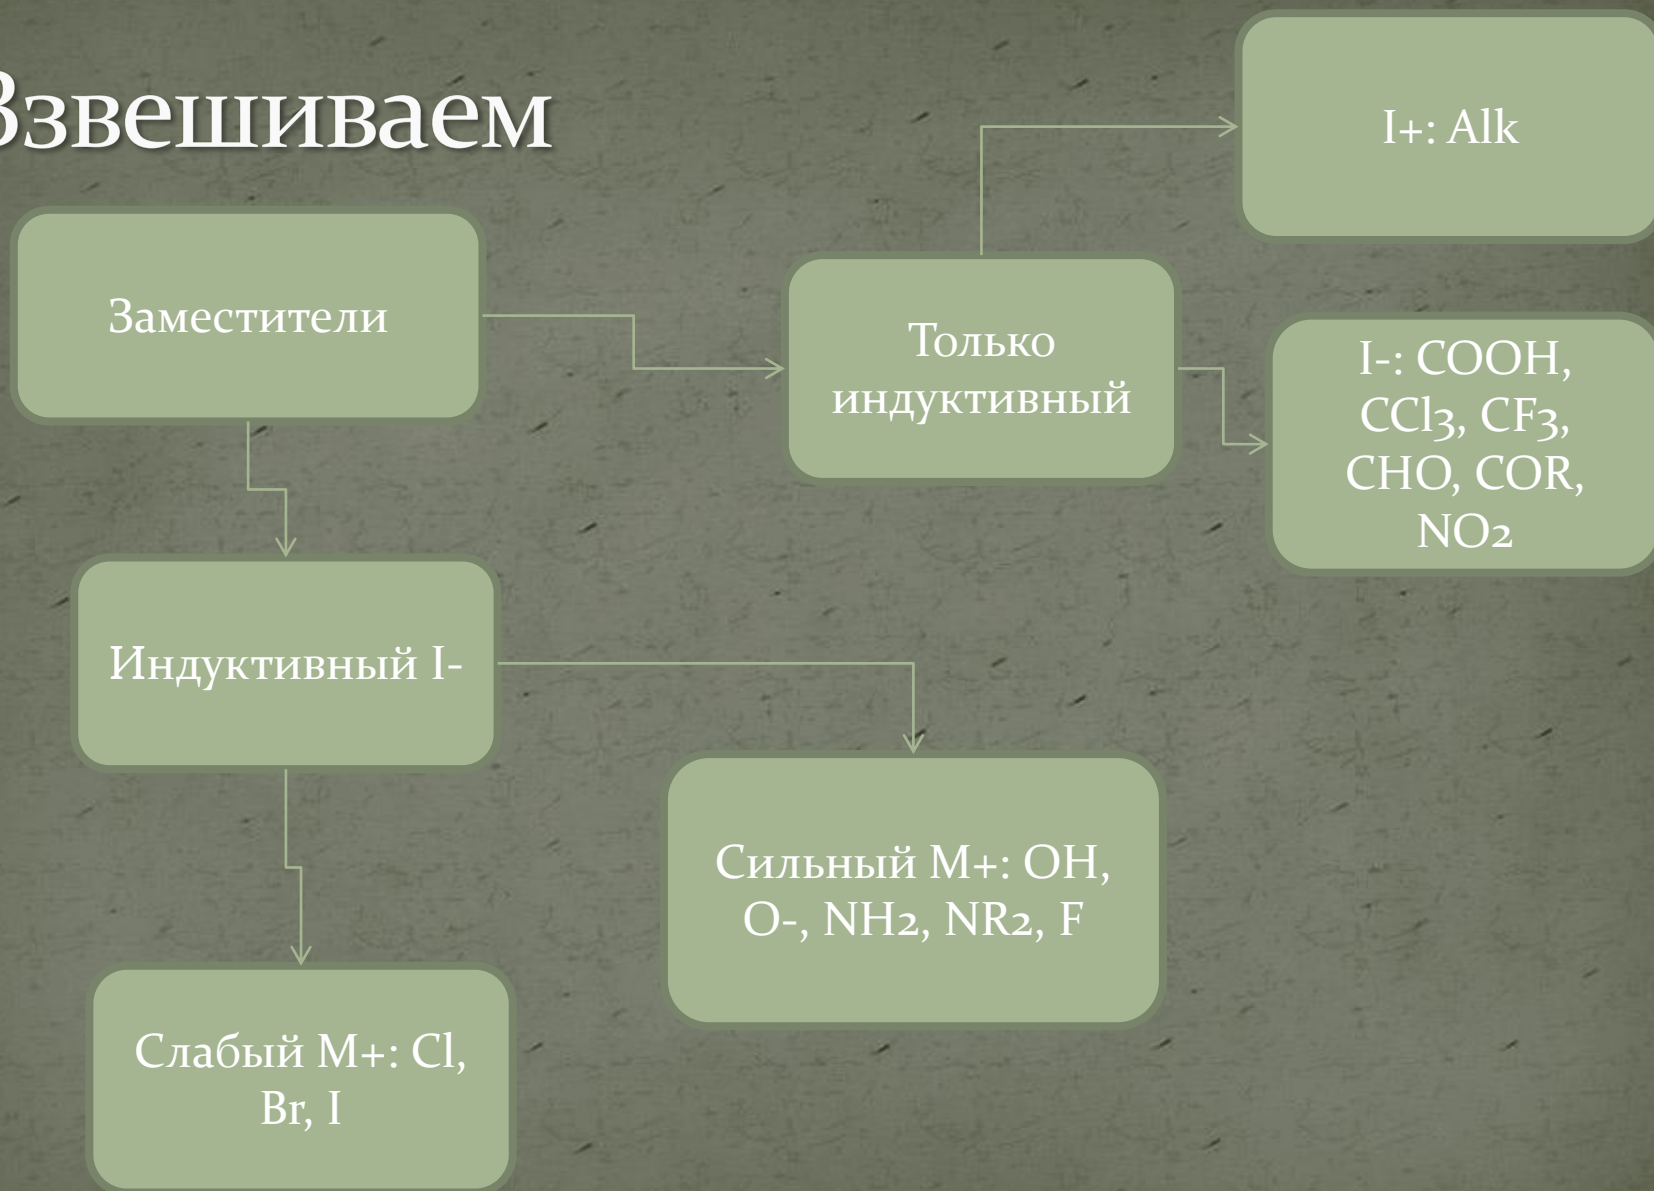 Взвешиваем
I+: Alk
Заместители
Только
индуктивный
I-: COOH,
CCl3, CF3,
CHO, COR,
NO2
Индуктивный I-
Сильный M+: OH,
O-, NH2, NR2, F
Слабый M+: Cl,
Br, I